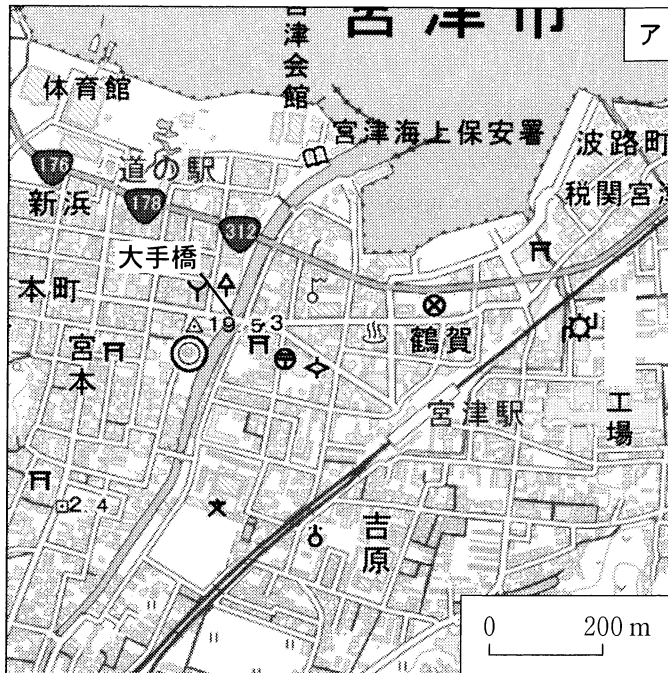 宮津市
ア
宮津会館
体育館
宮津海上保安署
波路町
道の駅
176
税関宮津
新浜
178
312
大手橋
本町
19.5
3
鶴賀
宮本
宮津駅
工場
2.4
吉原
0 200 m